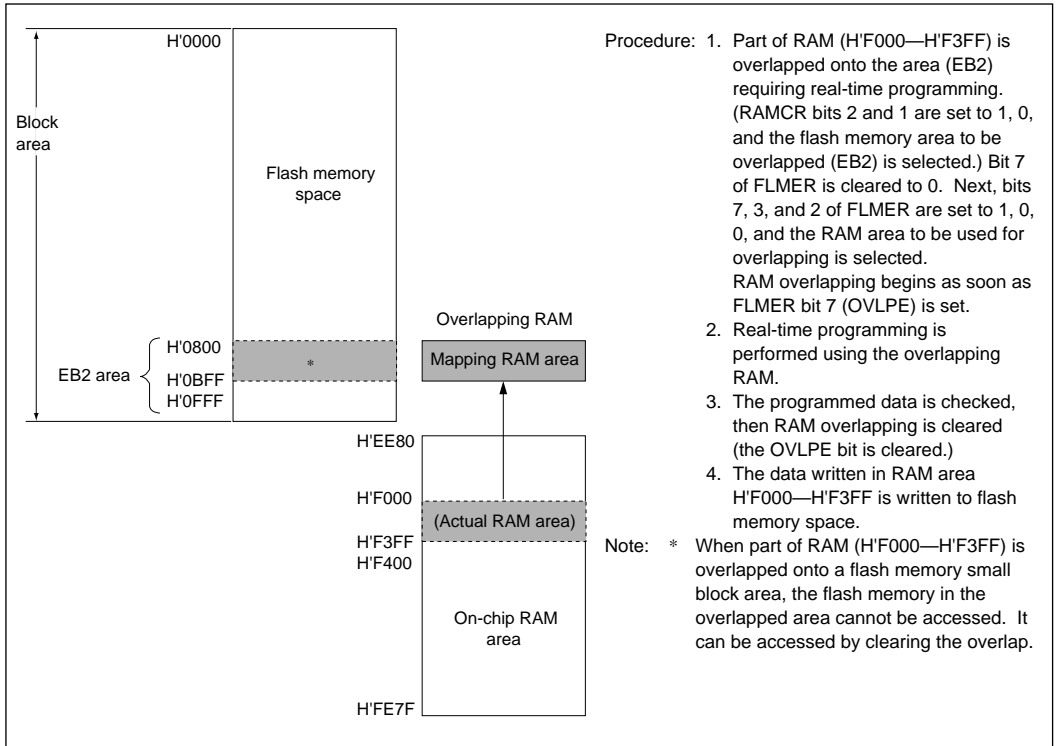 H'0000
Block
area
Flash memory
space
H'0800
EB2 area
*
H'0BFF
H'0FFF
Overlapping RAM
Mapping RAM area
H'EE80
H'F000
(Actual RAM area)
H'F3FF
H'F400
On-chip RAM
area
H'FE7F
Procedure: 1. Part of RAM (H'F000—H'F3FF) is
overlapped onto the area (EB2)
requiring real-time programming.
(RAMCR bits 2 and 1 are set to 1, 0,
and the flash memory area to be
overlapped (EB2) is selected.) Bit 7
of FLMER is cleared to 0. Next, bits
7, 3, and 2 of FLMER are set to 1, 0,
0, and the RAM area to be used for
overlapping is selected.
RAM overlapping begins as soon as
FLMER bit 7 (OVLPE) is set.
2. Real-time programming is
performed using the overlapping
RAM.
3. The programmed data is checked,
then RAM overlapping is cleared
(the OVLPE bit is cleared.)
4. The data written in RAM area
H'F000—H'F3FF is written to flash
memory space.
Note: * When part of RAM (H'F000—H'F3FF) is
overlapped onto a flash memory small
block area, the flash memory in the
overlapped area cannot be accessed. It
can be accessed by clearing the overlap.